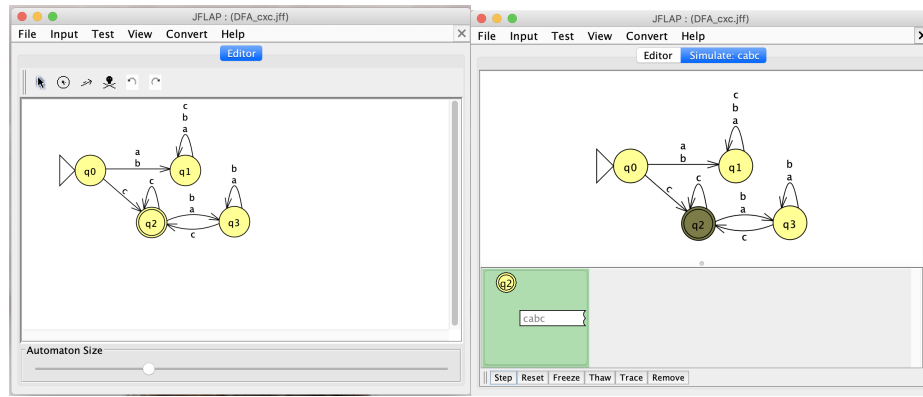 JFLAP : (DFA_cxc.jff)
File Input Test View Convert Help
Editor
c
b
a
a
b
q0
q1
c
c
b
a
b
a
q2
q3
c
Automaton Size
JFLAP : (DFA_cxc.jff)
File Input Test View Convert Help
Editor Simulate: cabc
c
b
a
a
b
q0
q1
c
c
b
a
b
a
q2
q3
c
q2
cabc
Step Reset Freeze Thaw Trace Remove